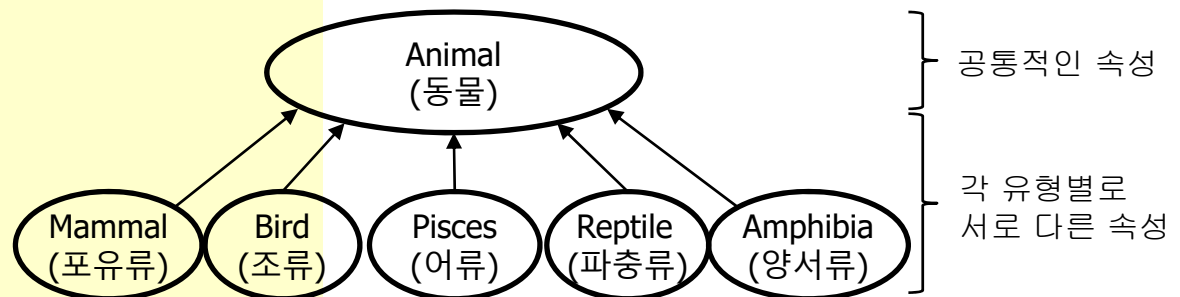 Animal
(동물)
공통적인 속성
Mammal
(포유류)
Bird
(조류)
Pisces
(어류)
Reptile
(파충류)
Amphibia
(양서류)
각 유형별로
서로 다른 속성